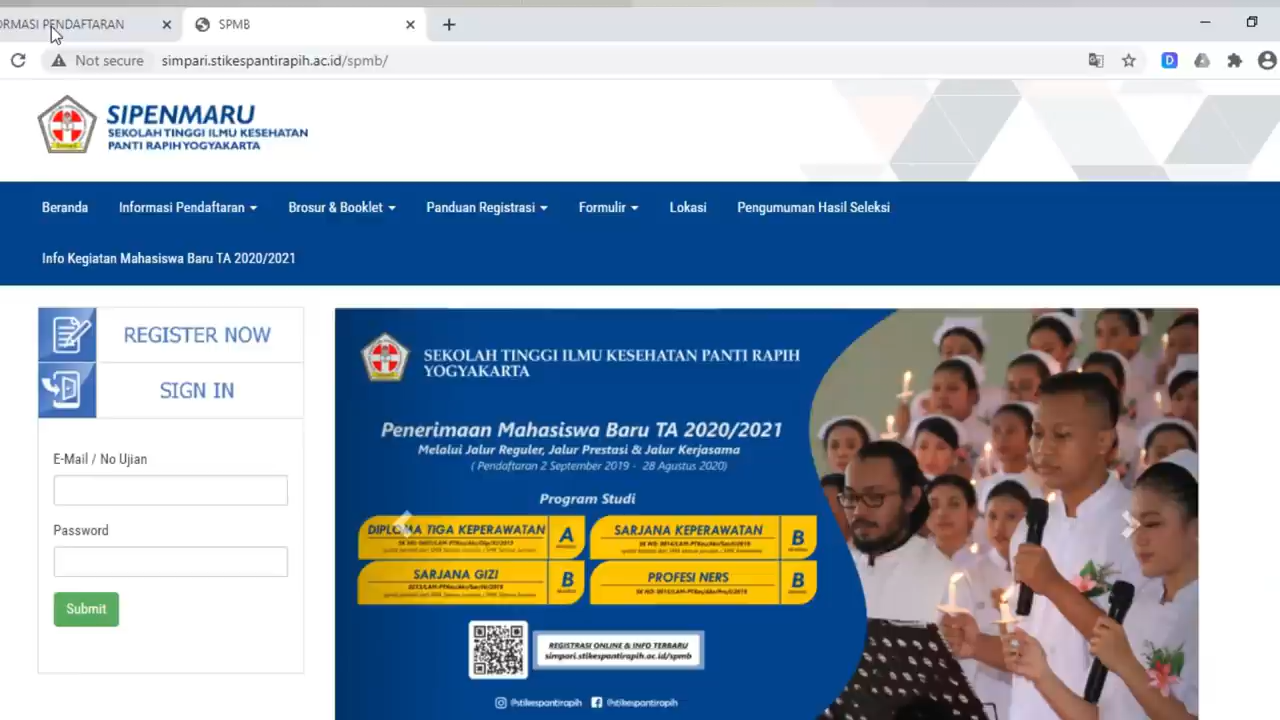 ORMASI PENDAFTARAN
SPMB
Not secure
simpari.stikespantirapih.ac.id/spmb/
SIPENMARU
SEKOLAH TINGGI ILMU KESEHATAN
PANTI RAPIH YOGYAKARTA
Beranda
Informasi Pendaftaran
Brosur & Booklet
Panduan Registrasi
Formulir
Lokasi
Pengumuman Hasil Seleksi
Info Kegiatan Mahasiswa Baru TA 2020/2021
REGISTER NOW
SIGN IN
E-Mail / No Ujian
Password
Submit
SEKOLAH TINGGI ILMU KESEHATAN PANTI RAPIH
YOGYAKARTA
Penerimaan Mahasiswa Baru TA 2020/2021
Melalui Jalur Reguler, Jalur Prestasi & Jalur Kerjasama
( Pendaftaran 2 September 2019 - 28 Agustus 2020)
Program Studi
DIPLOMA TIGA KEPERAWATAN
A
SARJANA KEPERAWATAN
B
SARJANA GIZI
B
PROFESI NERS
B
REGISTRASI ONLINE & INFO TERBARU
simpari.stikespantirapih.ac.id/spmb
@stikespantirapih
@stikespantirapih